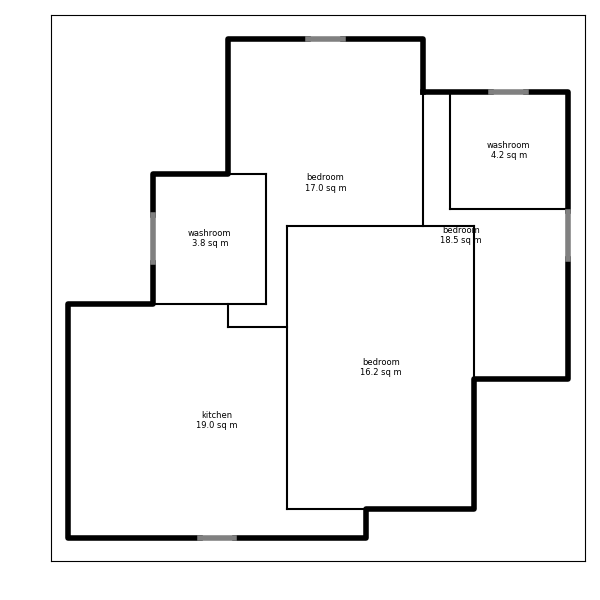 washroom
4.2 sq m
bedroom
17.0 sq m
washroom
3.8 sq m
bedroom
18.5 sq m
bedroom
16.2 sq m
kitchen
19.0 sq m